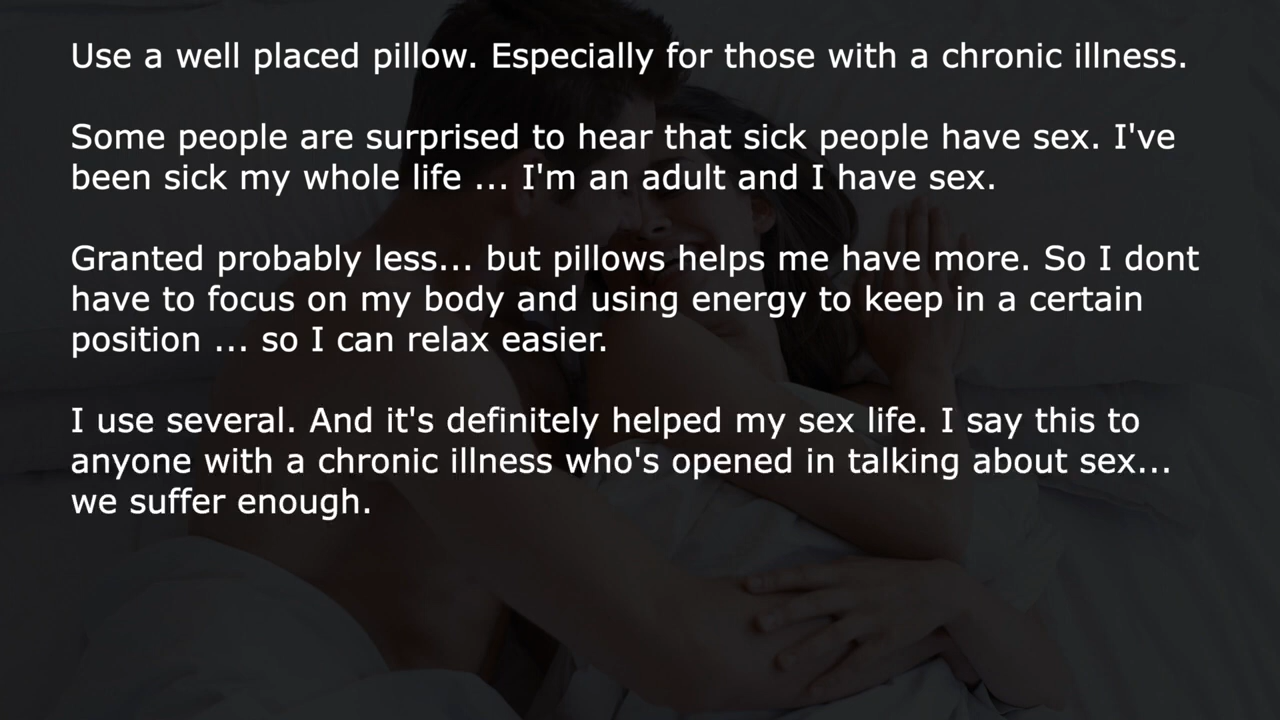 Use a well placed pillow. Especially for those with a chronic illness.
Some people are surprised to hear that sick people have sex. I've
been sick my whole life ... I'm an adult and I have sex.
Granted probably less... but pillows helps me have more. So I dont
have to focus on my body and using energy to keep in a certain
position ... so I can relax easier.
I use several. And it's definitely helped my sex life. I say this to
anyone with a chronic illness who's opened in talking about sex...
we suffer enough.